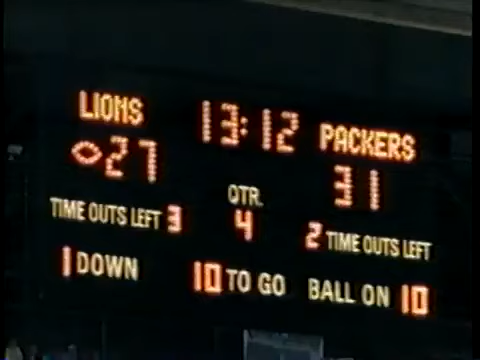 LIONS 13:12 PACKERS
27 31
QTR.
TIME OUTS LEFT 3 4 2 TIME OUTS LEFT
1 DOWN 10 TO GO BALL ON 10